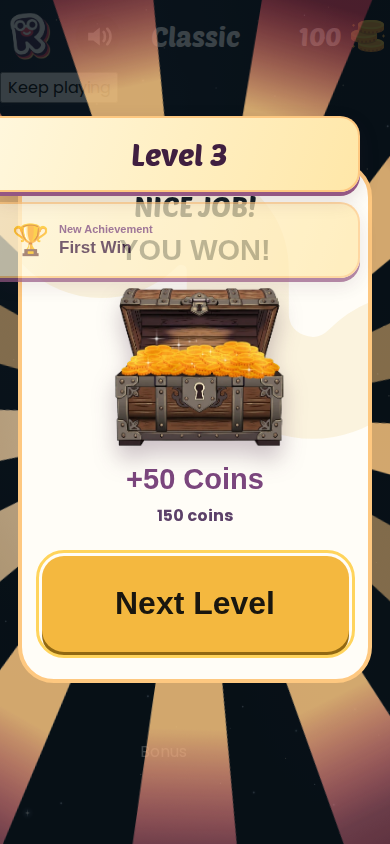 Classic
100
Keep playing
Level 3
NICE JOB!
New Achievement
First Win
YOU WON!
+50 Coins
150 coins
Next Level
Bonus